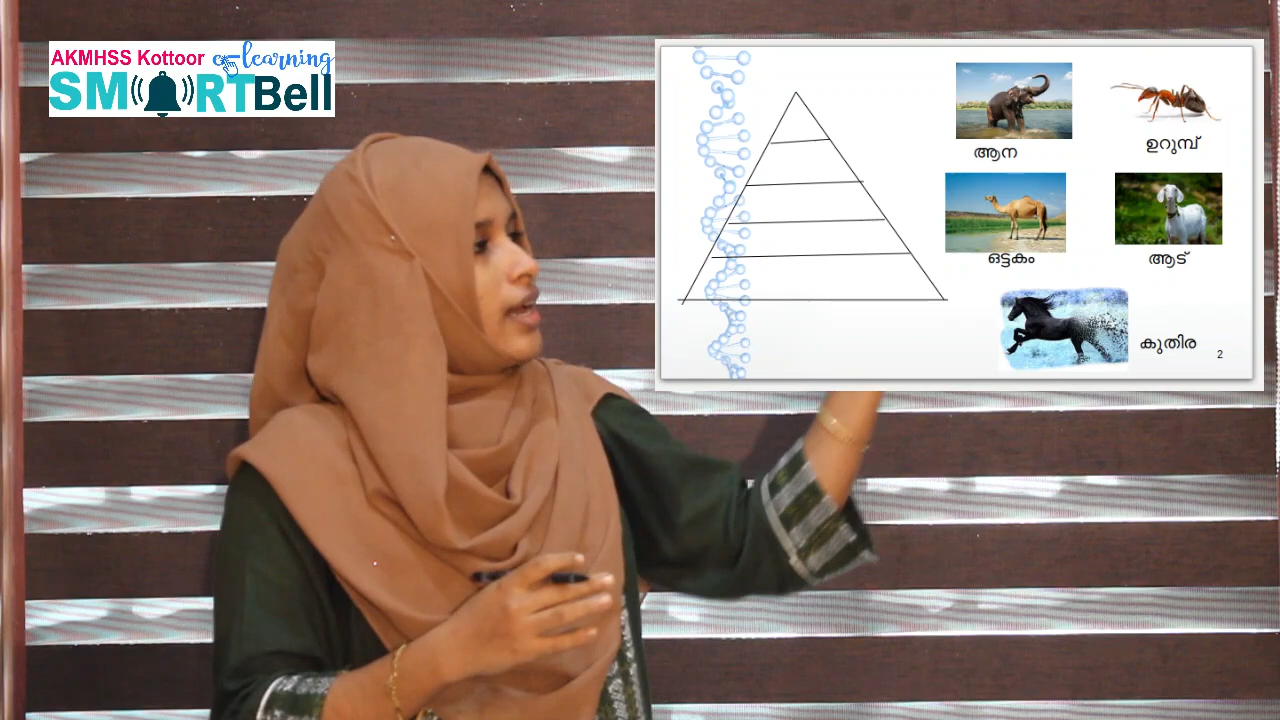 AKMHSS Kottoor e-learning
SMARTBell
ആന
ഉറുമ്പ്
ഒട്ടകം
ആട്
കുതിര
2